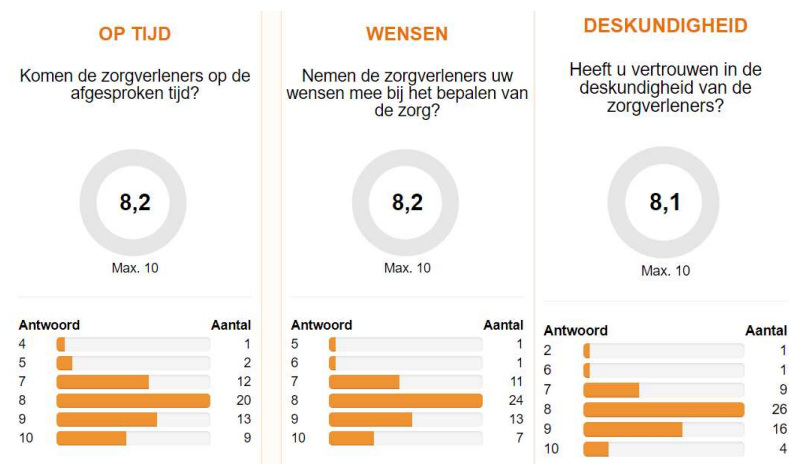 OP TIJD
Komen de zorgverleners op de
afgesproken tijd?
8,2
Max. 10
Antwoord Aantal
4 1
5 2
7 12
8 20
9 13
10 9
WENSEN
Nemen de zorgverleners uw
wensen mee bij het bepalen van
de zorg?
8,2
Max. 10
Antwoord Aantal
5 1
6 1
7 11
8 24
9 13
10 7
DESKUNDIGHEID
Heeft u vertrouwen in de
deskundigheid van de
zorgverleners?
8,1
Max. 10
Antwoord Aantal
2 1
6 1
7 9
8 26
9 16
10 4